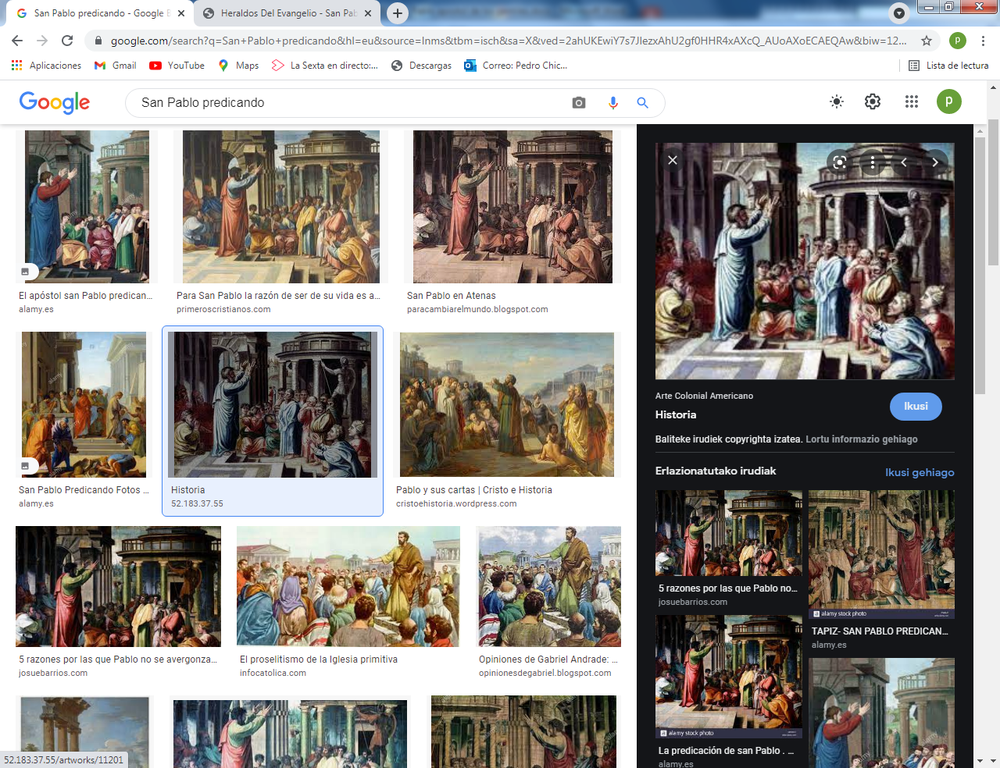 San Pablo predicando - Google B
Heraldos Del Evangelio - San Pab
google.com/search?q=San+Pablo+predicando&hl=eu&source=lnms&tbm=isch&sa=X&ved=2ahUKEwiY7s7JlezxAhU2gf0HHR4xAXcQ_AUoAXoECAEQAw&biw=12...
p
Aplicaciones
Gmail
YouTube
Maps
La Sexta en directo:...
Descargas
Correo: Pedro Chic...
Lista de lectura
Google
San Pablo predicando
p
El apóstol san Pablo predican...
alamy.es
Para San Pablo la razón de ser de su vida es a...
primeroscristianos.com
San Pablo en Atenas
paracambiarelmundo.blogspot.com
San Pablo Predicando Fotos ...
alamy.es
Historia
52.183.37.55
Pablo y sus cartas | Cristo e Historia
cristoehistoria.wordpress.com
5 razones por las que Pablo no se avergonza...
josuebarrios.com
El proselitismo de la Iglesia primitiva
infocatolica.com
Opiniones de Gabriel Andrade: ...
opinionesdegabriel.blogspot.com
52.183.37.55/artworks/11201
Arte Colonial Americano
Historia
Ikusi
Baliteke irudiek copyrighta izatea. Lortu informazio gehiago
Erlazionatutako irudiak
Ikusi gehiago
5 razones por las que Pablo no...
josuebarrios.com
a alamy stock photo
TAPIZ- SAN PABLO PREDICAN...
alamy.es
a alamy stock photo
La predicación de san Pablo . ...
alamy.es